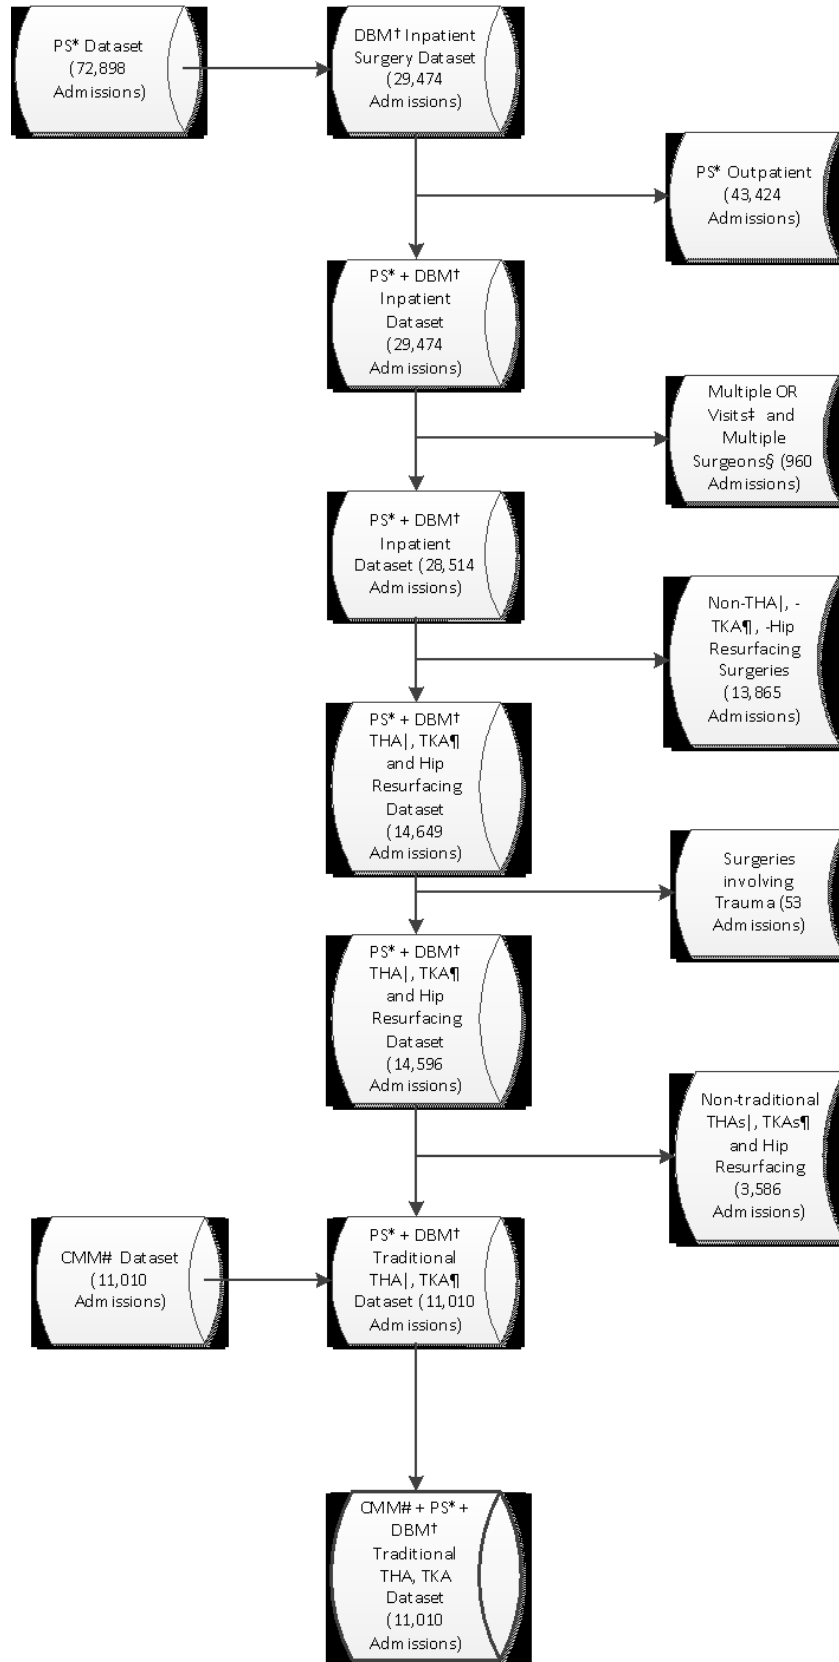 PS* Dataset
(72,898
Admissions)
DBM† Inpatient
Surgery Dataset
(29,474
Admissions)
PS* Outpatient
(43,424
Admissions)
PS* + DBM†
Inpatient
Dataset
(29,474
Admissions)
Multiple OR
Visits‡ and
Multiple
Surgeons§ (960
Admissions)
PS* + DBM†
Inpatient
Dataset (28,514
Admissions)
Non-THA|, -
TKA¶, -Hip
Resurfacing
Surgeries
(13,865
Admissions)
PS* + DBM†
THA|, TKA¶
and Hip
Resurfacing
Dataset
(14,649
Admissions)
Surgeries
involving
Trauma (53
Admissions)
PS* + DBM†
THA|, TKA¶
and Hip
Resurfacing
Dataset
(14,596
Admissions)
Non-traditional
THAs|, TKAs¶
and Hip
Resurfacing
(3,586
Admissions)
CMM# Dataset
(11,010
Admissions)
PS* + DBM†
Traditional
THA|, TKA¶
Dataset (11,010
Admissions)
CMM# + PS* +
DBM†
Traditional
THA, TKA
Dataset
(11,010
Admissions)